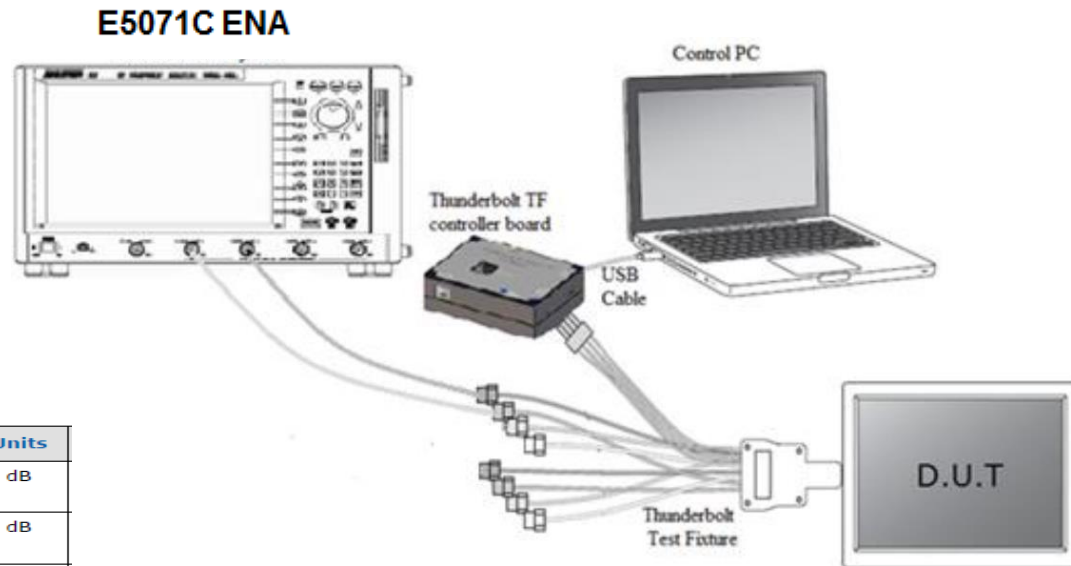 E5071C ENA
Control PC
Thunderbolt TF
controller board
USB
Cable
Units
dB
dB
D.U.T
Thunderbolt
Test Fixture